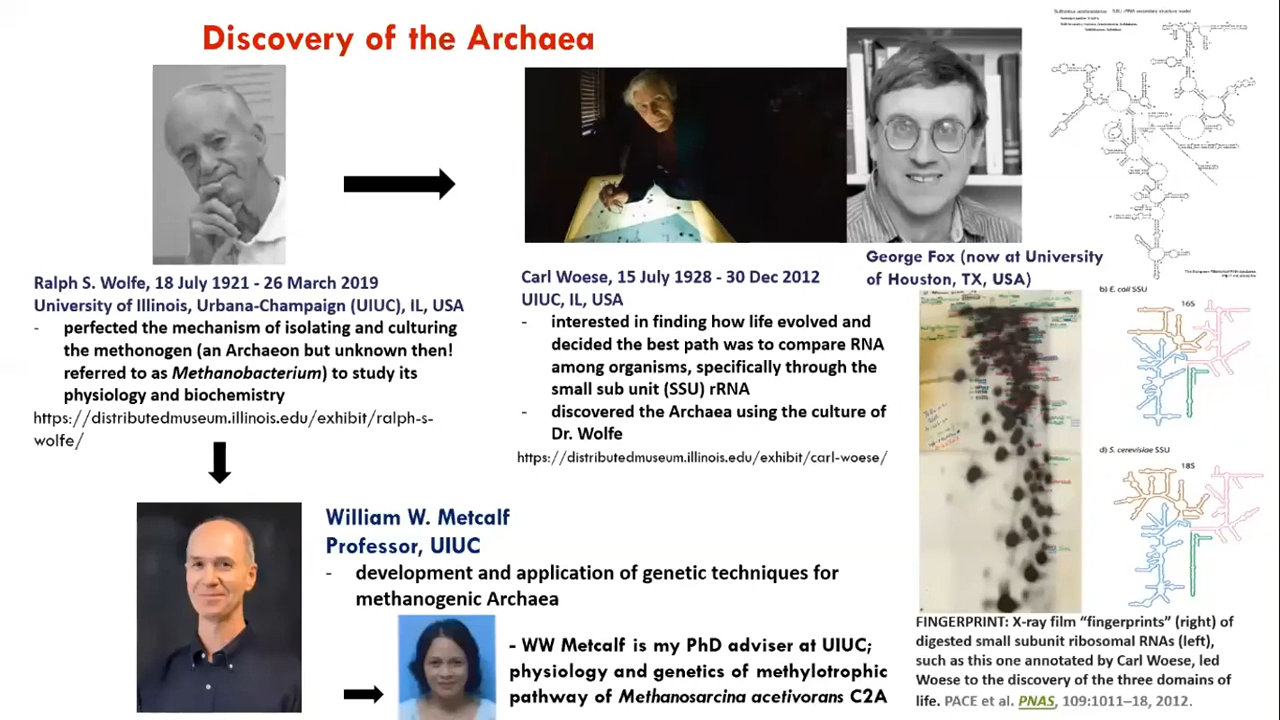 Discovery of the Archaea
Ralph S. Wolfe, 18 July 1921 - 26 March 2019
University of Illinois, Urbana-Champaign (UIUC), IL, USA
- perfected the mechanism of isolating and culturing
the methonogen (an Archaeon but unknown then!
referred to as Methanobacterium) to study its
physiology and biochemistry
https://distributedmuseum.illinois.edu/exhibit/ralph-s-
wolfe/
Carl Woese, 15 July 1928 - 30 Dec 2012
UIUC, IL, USA
- interested in finding how life evolved and
decided the best path was to compare RNA
among organisms, specifically through the
small sub unit (SSU) rRNA
- discovered the Archaea using the culture of
Dr. Wolfe
https://distributedmuseum.illinois.edu/exhibit/carl-woese/
George Fox (now at University
of Houston, TX, USA)
b) E. coli SSU
16S
d) S. cerevisiae SSU
18S
William W. Metcalf
Professor, UIUC
- development and application of genetic techniques for
methanogenic Archaea
- WW Metcalf is my PhD adviser at UIUC;
physiology and genetics of methylotrophic
pathway of Methanosarcina acetivorans C2A
FINGERPRINT: X-ray film “fingerprints” (right) of
digested small subunit ribosomal RNAs (left),
such as this one annotated by Carl Woese, led
Woese to the discovery of the three domains of
life. PACE et al. PNAS, 109:1011–18, 2012.